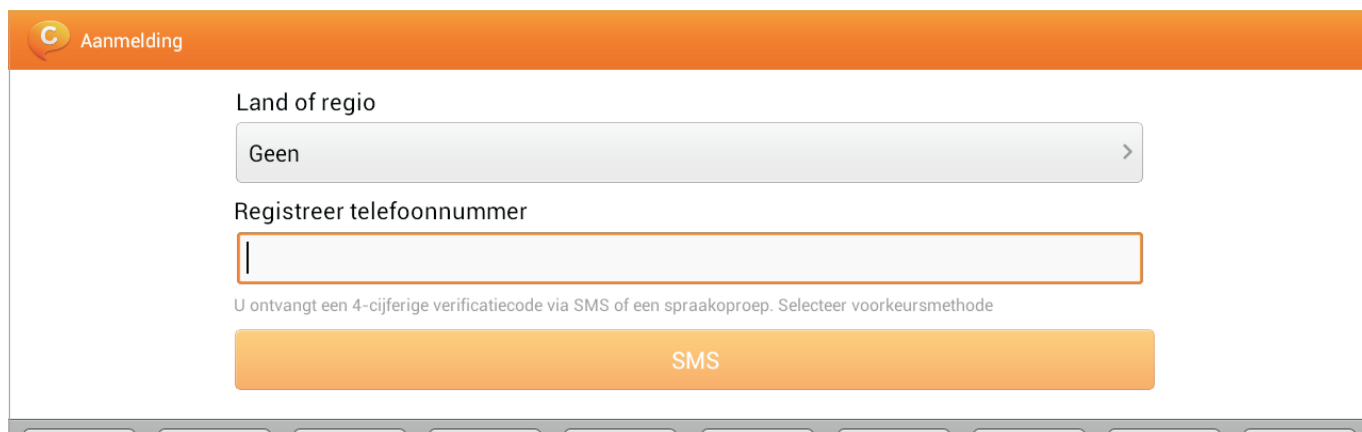 C
Aanmelding
Land of regio
Geen
Registreer telefoonnummer
U ontvangt een 4-cijferige verificatiecode via SMS of een spraakoproep. Selecteer voorkeursmethode
SMS